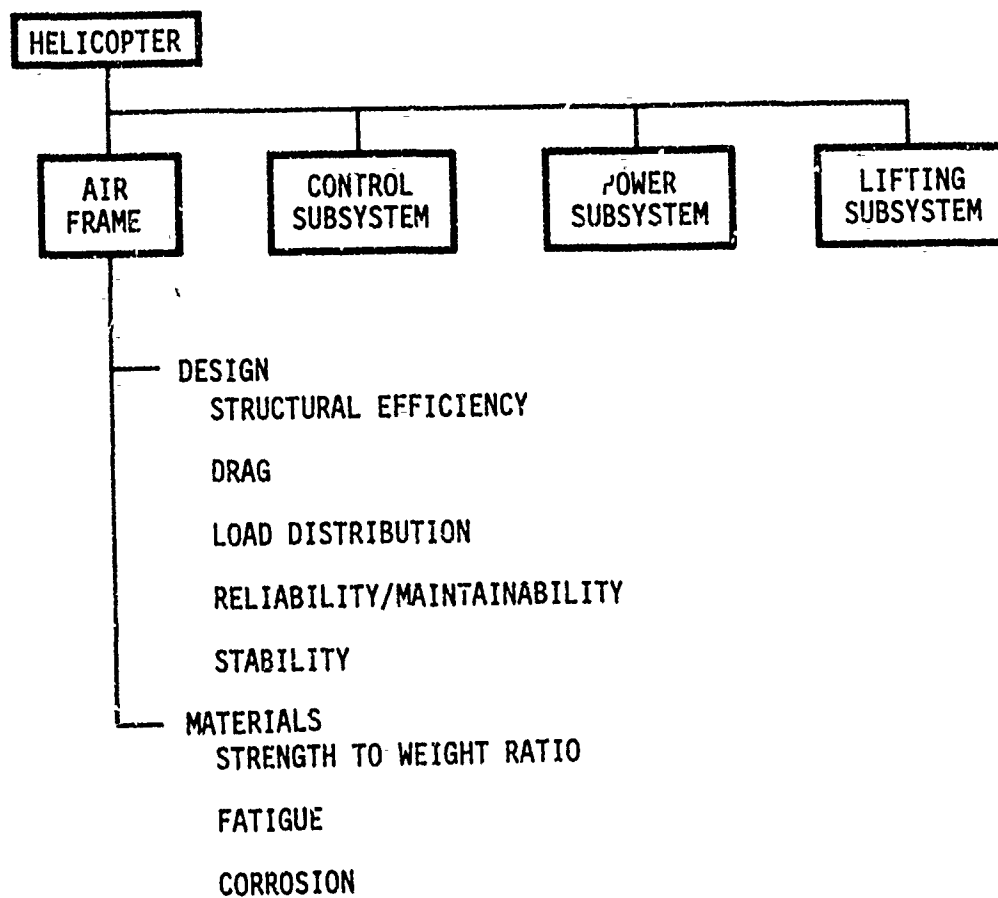 HELICOPTER
AIR
FRAME
CONTROL
SUBSYSTEM
POWER
SUBSYSTEM
LIFTING
SUBSYSTEM
DESIGN
STRUCTURAL EFFICIENCY
DRAG
LOAD DISTRIBUTION
RELIABILITY/MAINTAINABILITY
STABILITY
MATERIALS
STRENGTH TO WEIGHT RATIO
FATIGUE
CORROSION